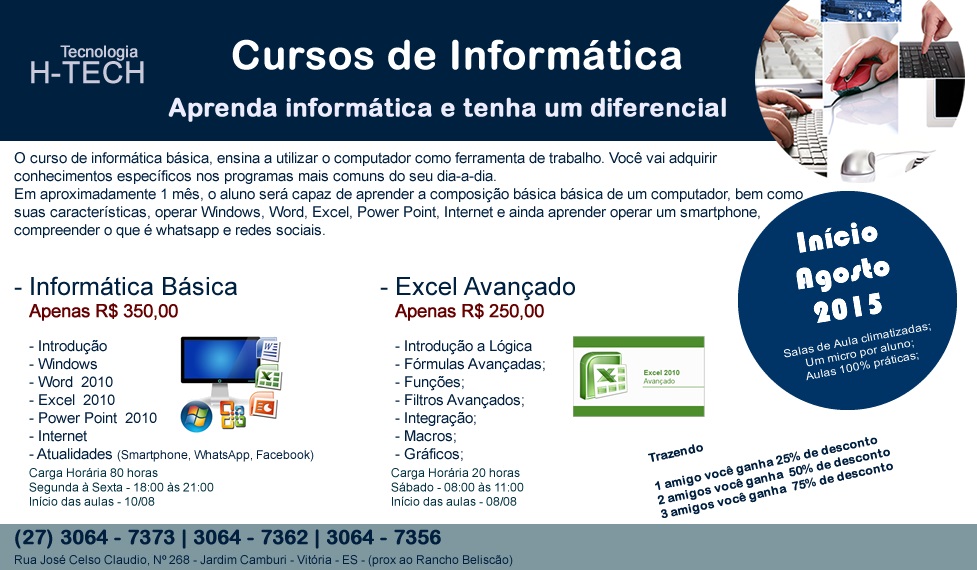 Tecnologia
H-TECH
Cursos de Informática
Aprenda informática e tenha um diferencial
O curso de informática básica, ensina a utilizar o computador como ferramenta de trabalho. Você vai adquirir
conhecimentos específicos nos programas mais comuns do seu dia-a-dia.
Em aproximadamente 1 mês, o aluno será capaz de aprender a composição básica básica de um computador, bem como
suas características, operar Windows, Word, Excel, Power Point, Internet e ainda aprender operar um smartphone,
compreender o que é whatsapp e redes sociais.
Início
Agosto
2015
Salas de Aula climatizadas;
Um micro por aluno;
Aulas 100% práticas;
- Informática Básica
Apenas R$ 350,00
- Introdução
- Windows
- Word 2010
- Excel 2010
- Power Point 2010
- Internet
- Atualidades (Smartphone, WhatsApp, Facebook)
Carga Horária 80 horas
Segunda à Sexta - 18:00 às 21:00
Início das aulas - 10/08
- Excel Avançado
Apenas R$ 250,00
- Introdução a Lógica
- Fórmulas Avançadas;
- Funções;
- Filtros Avançados;
- Integração;
- Macros;
- Gráficos;
Carga Horária 20 horas
Sábado - 08:00 às 11:00
Início das aulas - 08/08
Excel 2010
Avançado
Trazendo
1 amigo você ganha 25% de desconto
2 amigos você ganha 50% de desconto
3 amigos você ganha 75% de desconto
(27) 3064 - 7373 | 3064 - 7362 | 3064 - 7356
Rua José Celso Claudio, Nº 268 - Jardim Camburi - Vitória - ES - (prox ao Rancho Beliscão)